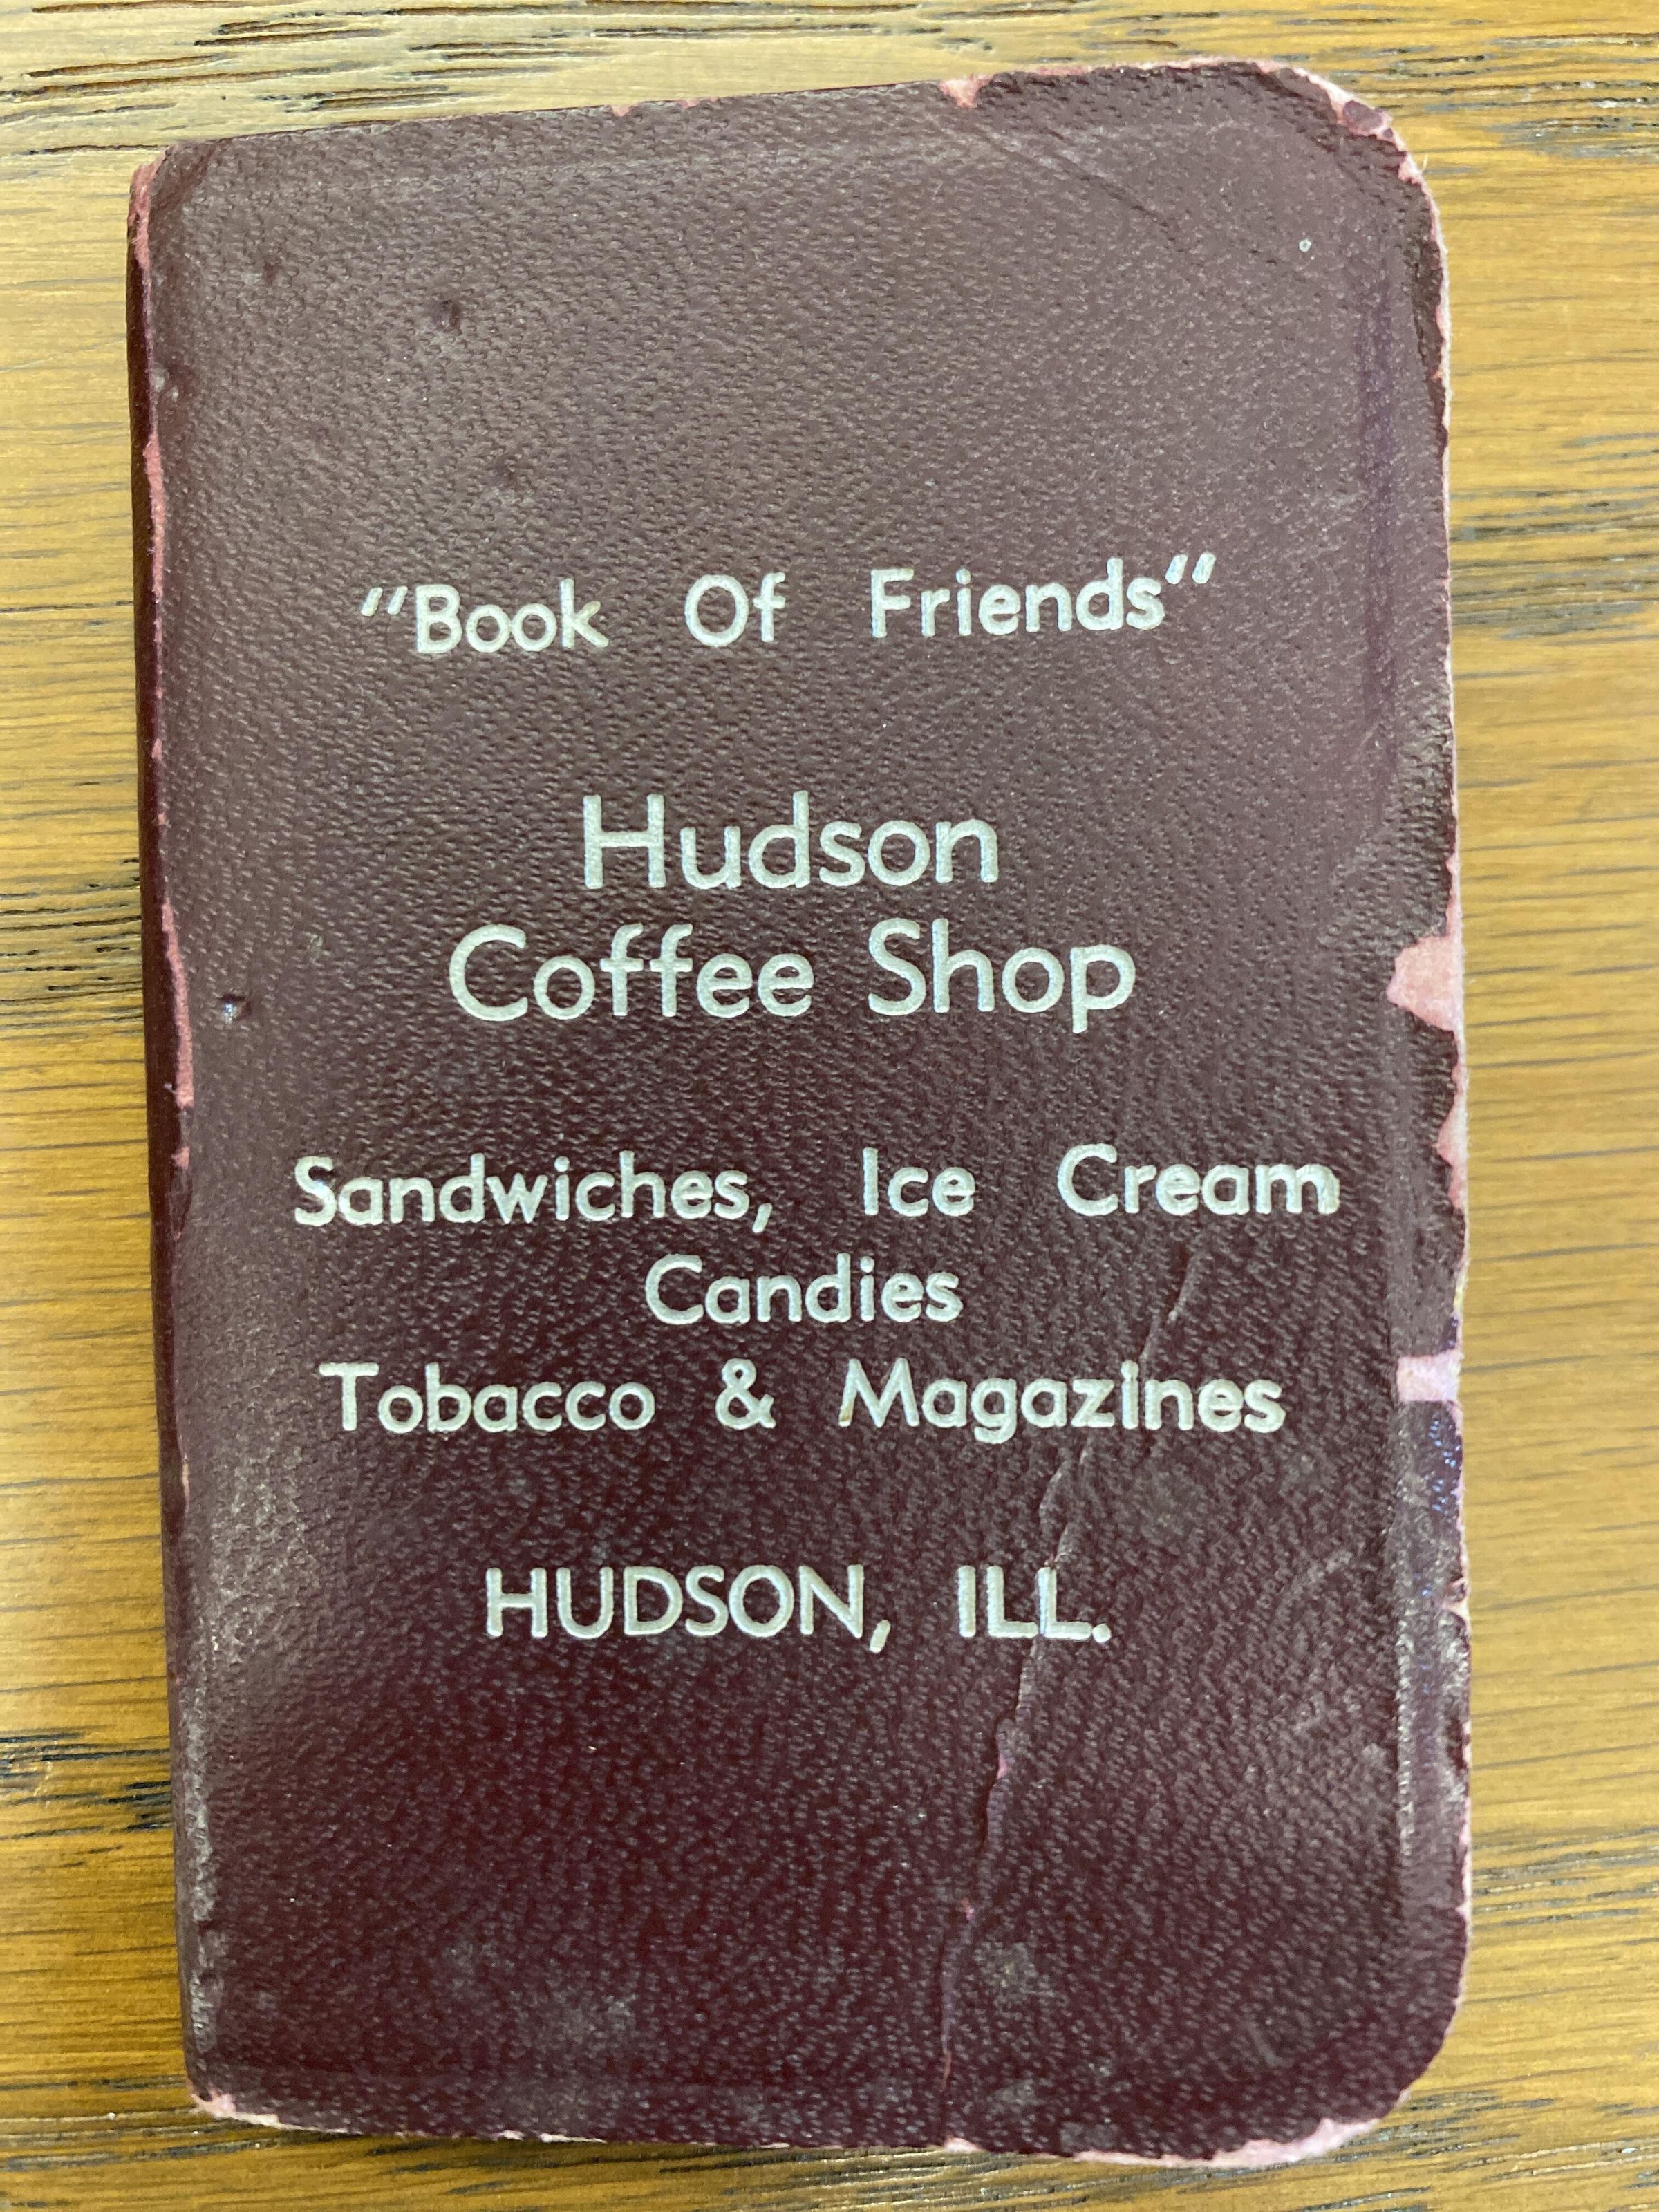 "Book Of Friends"
Hudson
Coffee Shop
Sandwiches, Ice Cream
Candies
Tobacco & Magazines
HUDSON, ILL.